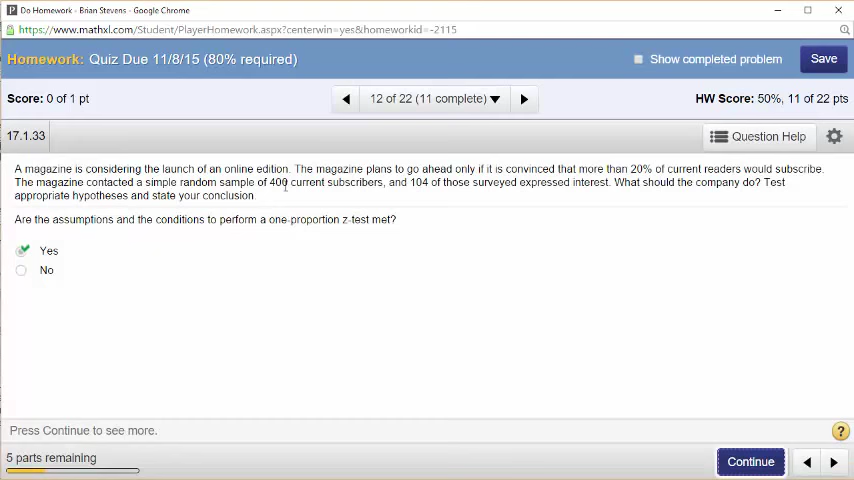 Do Homework - Brian Stevens - Google Chrome
https://www.mathxl.com/Student/PlayerHomework.aspx?centerwin=yes&homeworkid=-2115
Homework: Quiz Due 11/8/15 (80% required)
Show completed problem
Save
Score: 0 of 1 pt
12 of 22 (11 complete)
HW Score: 50%, 11 of 22 pts
17.1.33
Question Help
A magazine is considering the launch of an online edition. The magazine plans to go ahead only if it is convinced that more than 20% of current readers would subscribe.
The magazine contacted a simple random sample of 400 current subscribers, and 104 of those surveyed expressed interest. What should the company do? Test
appropriate hypotheses and state your conclusion.
Are the assumptions and the conditions to perform a one-proportion z-test met?
Yes
No
Press Continue to see more.
?
5 parts remaining
Continue